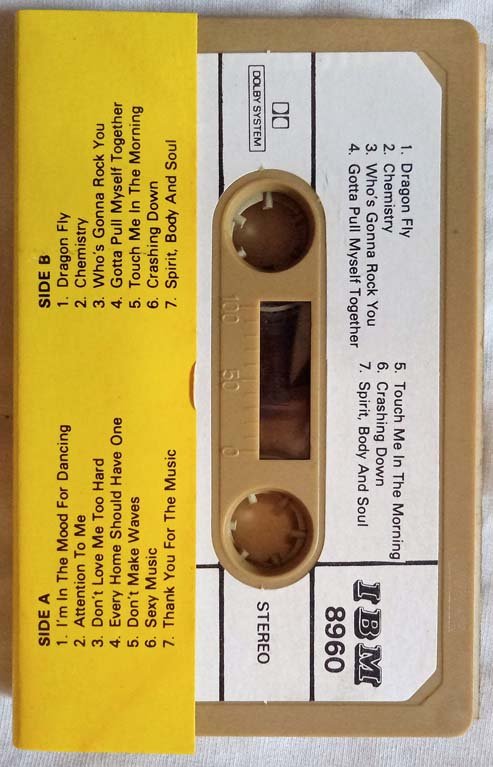 SIDE A
1. I'm In The Mood For Dancing
2. Attention To Me
3. Don't Love Me Too Hard
4. Every Home Should Have One
5. Don't Make Waves
6. Sexy Music
7. Thank You For The Music
SIDE B
1. Dragon Fly
2. Chemistry
3. Who's Gonna Rock You
4. Gotta Pull Myself Together
5. Touch Me In The Morning
6. Crashing Down
7. Spirit, Body And Soul
DOLBY SYSTEM
1. Dragon Fly
2. Chemistry
3. Who's Gonna Rock You
4. Gotta Pull Myself Together
5. Touch Me In The Morning
6. Crashing Down
7. Spirit, Body And Soul
100 50 0
STEREO
IBM
8960